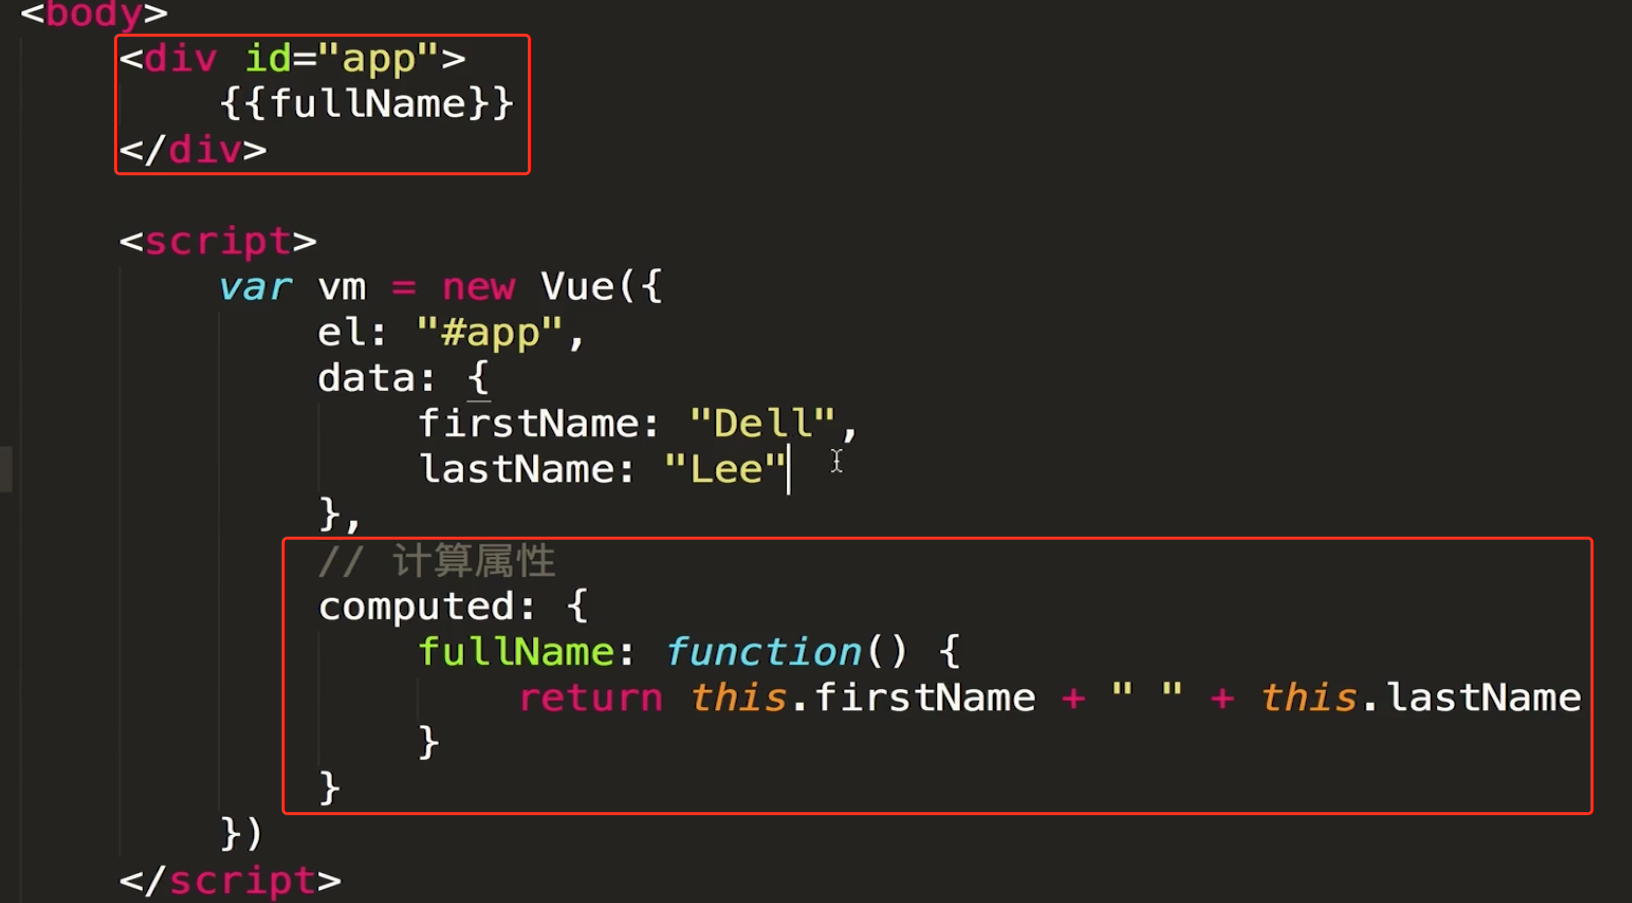 <body>
<div id="app">
{{fullName}}
</div>
<script>
var vm = new Vue({
el: "#app",
data: {
firstName: "Dell",
lastName: "Lee"
},
// 计算属性
computed: {
fullName: function() {
return this.firstName + " " + this.lastName
}
}
})
</script>